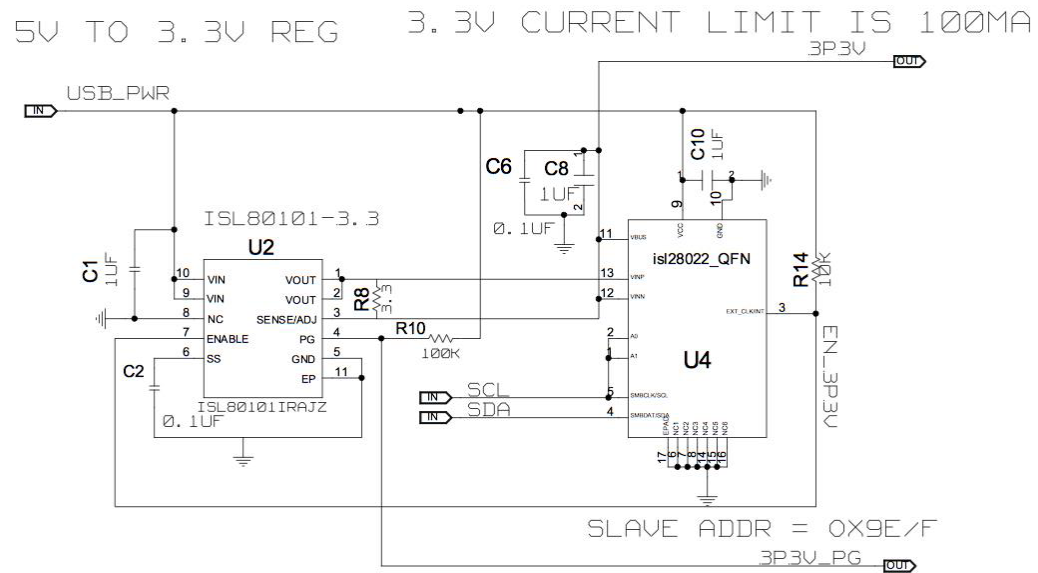 5V TO 3.3V REG
3.3V CURRENT LIMIT IS 100MA
3P3V
OUT
IN
USB_PWR
C6
0.1UF
C8
1UF
1
2
C10
1UF
1
2
9
10
VCC
GND
ISL80101-3.3
U2
C1
1UF
10 VIN
9 VIN
8 NC
7 ENABLE
6 SS
VOUT 1
VOUT 2
SENSE/ADJ 3
PG 4
GND 5
EP 11
ISL80101IRAJZ
C2
0.1UF
R8
3.3
R10
100K
isl28022_QFN
U4
11 VBUS
13 VINP
12 VINN
2 A0
1 A1
5 SMBCLK/SCL
4 SMBDAT/SDA
EXT_CLK/INT 3
R14
10K
EN_3P3V
IN
SCL
IN
SDA
EPAD NC1 NC2 NC3 NC4 NC5 NC6
17 6 7 8 14 15 16
SLAVE ADDR = 0X9E/F
3P3V_PG
OUT